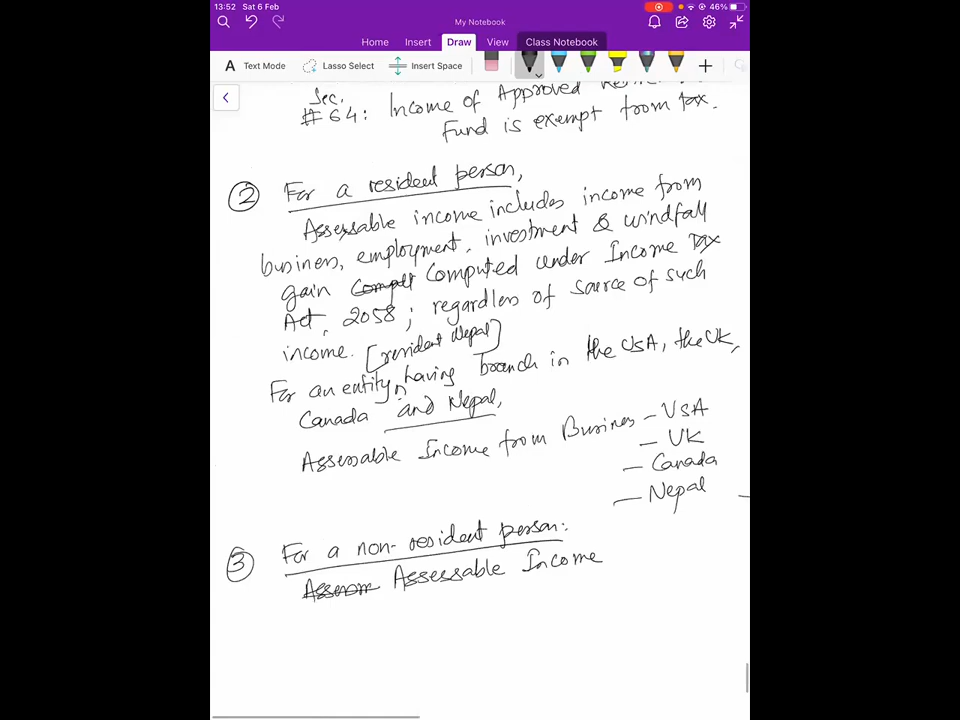 13:52 Sat 6 Feb
46%
My Notebook
Home Insert Draw View Class Notebook
Text Mode Lasso Select Insert Space
Sec.
# 64: Income of Approved
Fund is exempt from tax.
② For a resident person,
Assessable income includes income from
business, employment, investment & windfall
gain Computed under Income Tax
Act, 2058; regardless of source of such
income. [resident Nepal]
For an entity, having branch in the USA, the UK,
Canada and Nepal,
Assessable Income from Business – USA
– UK
– Canada
– Nepal –
③ For a non-resident person:
Assessable Income